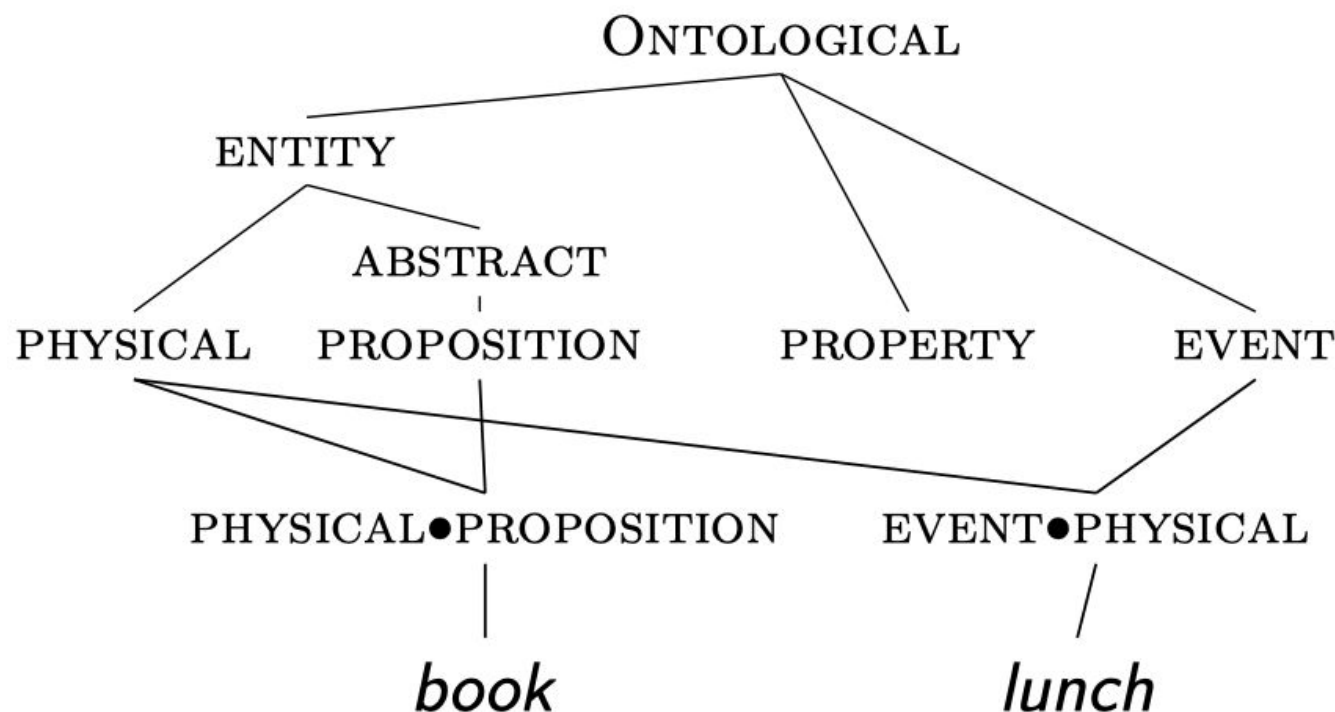 ONTOLOGICAL
ENTITY
ABSTRACT
PHYSICAL PROPOSITION PROPERTY EVENT
PHYSICAL●PROPOSITION EVENT●PHYSICAL
book lunch